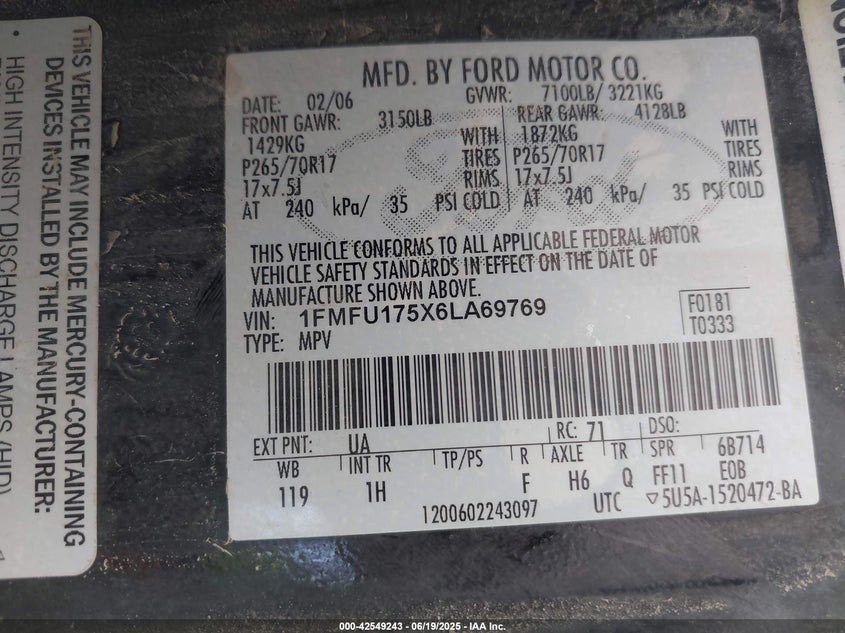 THIS VEHICLE MAY INCLUDE MERCURY-CONTAINING
DEVICES INSTALLED BY THE MANUFACTURER:
HIGH INTENSITY DISCHARGE LAMPS (HID)
MFD. BY FORD MOTOR CO.
DATE: 02/06 GVWR: 7100LB/ 3221KG
FRONT GAWR: 3150LB REAR GAWR: 4128LB
1429KG WITH 1872KG WITH
P265/70R17 TIRES P265/70R17 TIRES
17x7.5J RIMS 17x7.5J RIMS
AT 240 kPa/ 35 PSI COLD AT 240 kPa/ 35 PSI COLD
Ford
THIS VEHICLE CONFORMS TO ALL APPLICABLE FEDERAL MOTOR
VEHICLE SAFETY STANDARDS IN EFFECT ON THE DATE OF
MANUFACTURE SHOWN ABOVE.
VIN: 1FMFU175X6LA69769 F0181
TYPE: MPV T0333
EXT PNT: UA RC: 71 DSO:
WB INT TR TP/PS R AXLE TR SPR 6B714
119 1H F H6 Q FF11 EOB
1200602243097 UTC ▽5U5A-1520472-BA
000-42549243 - 06/19/2025 - IAA Inc.